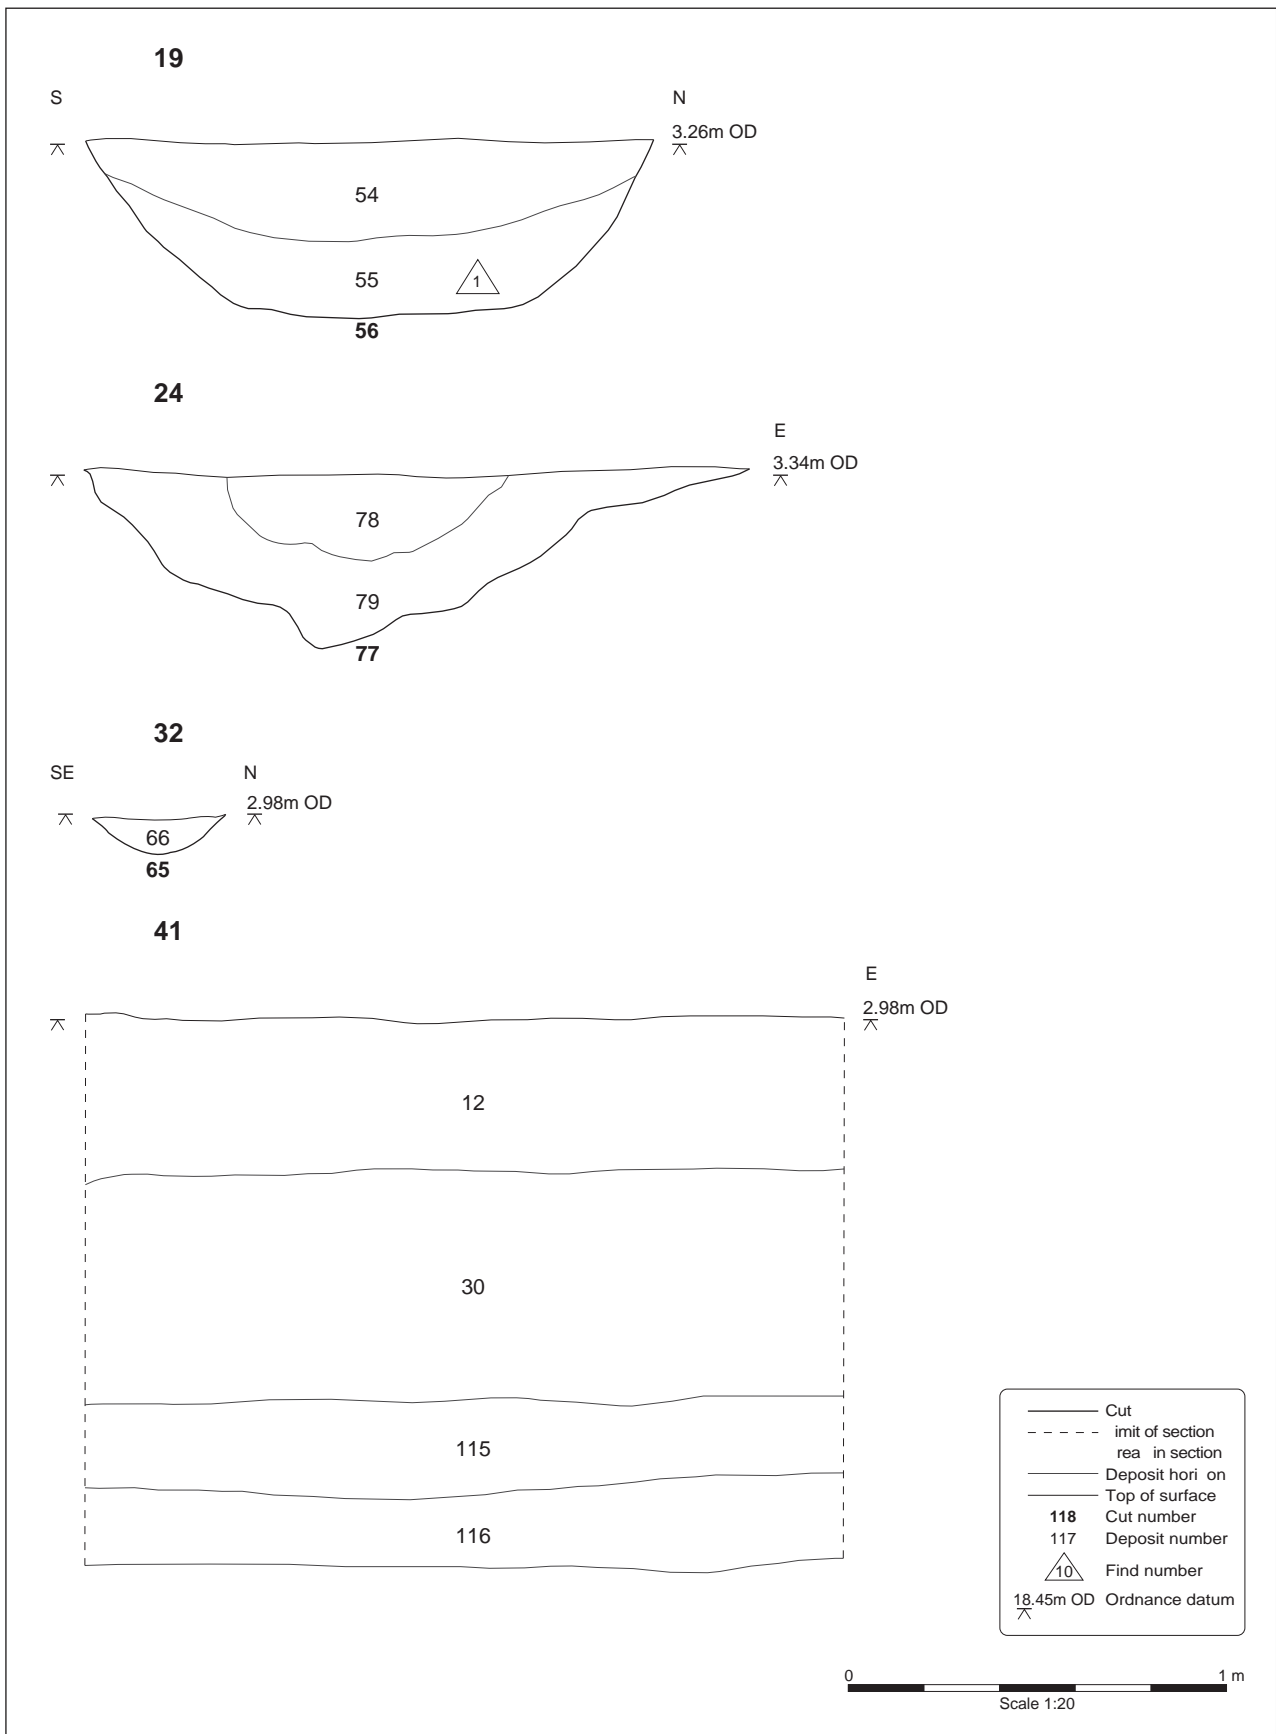 19
S N
3.26m OD
54
55 1
56
24
E
3.34m OD
78
79
77
32
SE N
2.98m OD
66
65
41
E
2.98m OD
12
30
115
116
Cut
imit of section
rea in section
Deposit hori on
Top of surface
118 Cut number
117 Deposit number
10 Find number
18.45m OD Ordnance datum
0 1 m
Scale 1:20